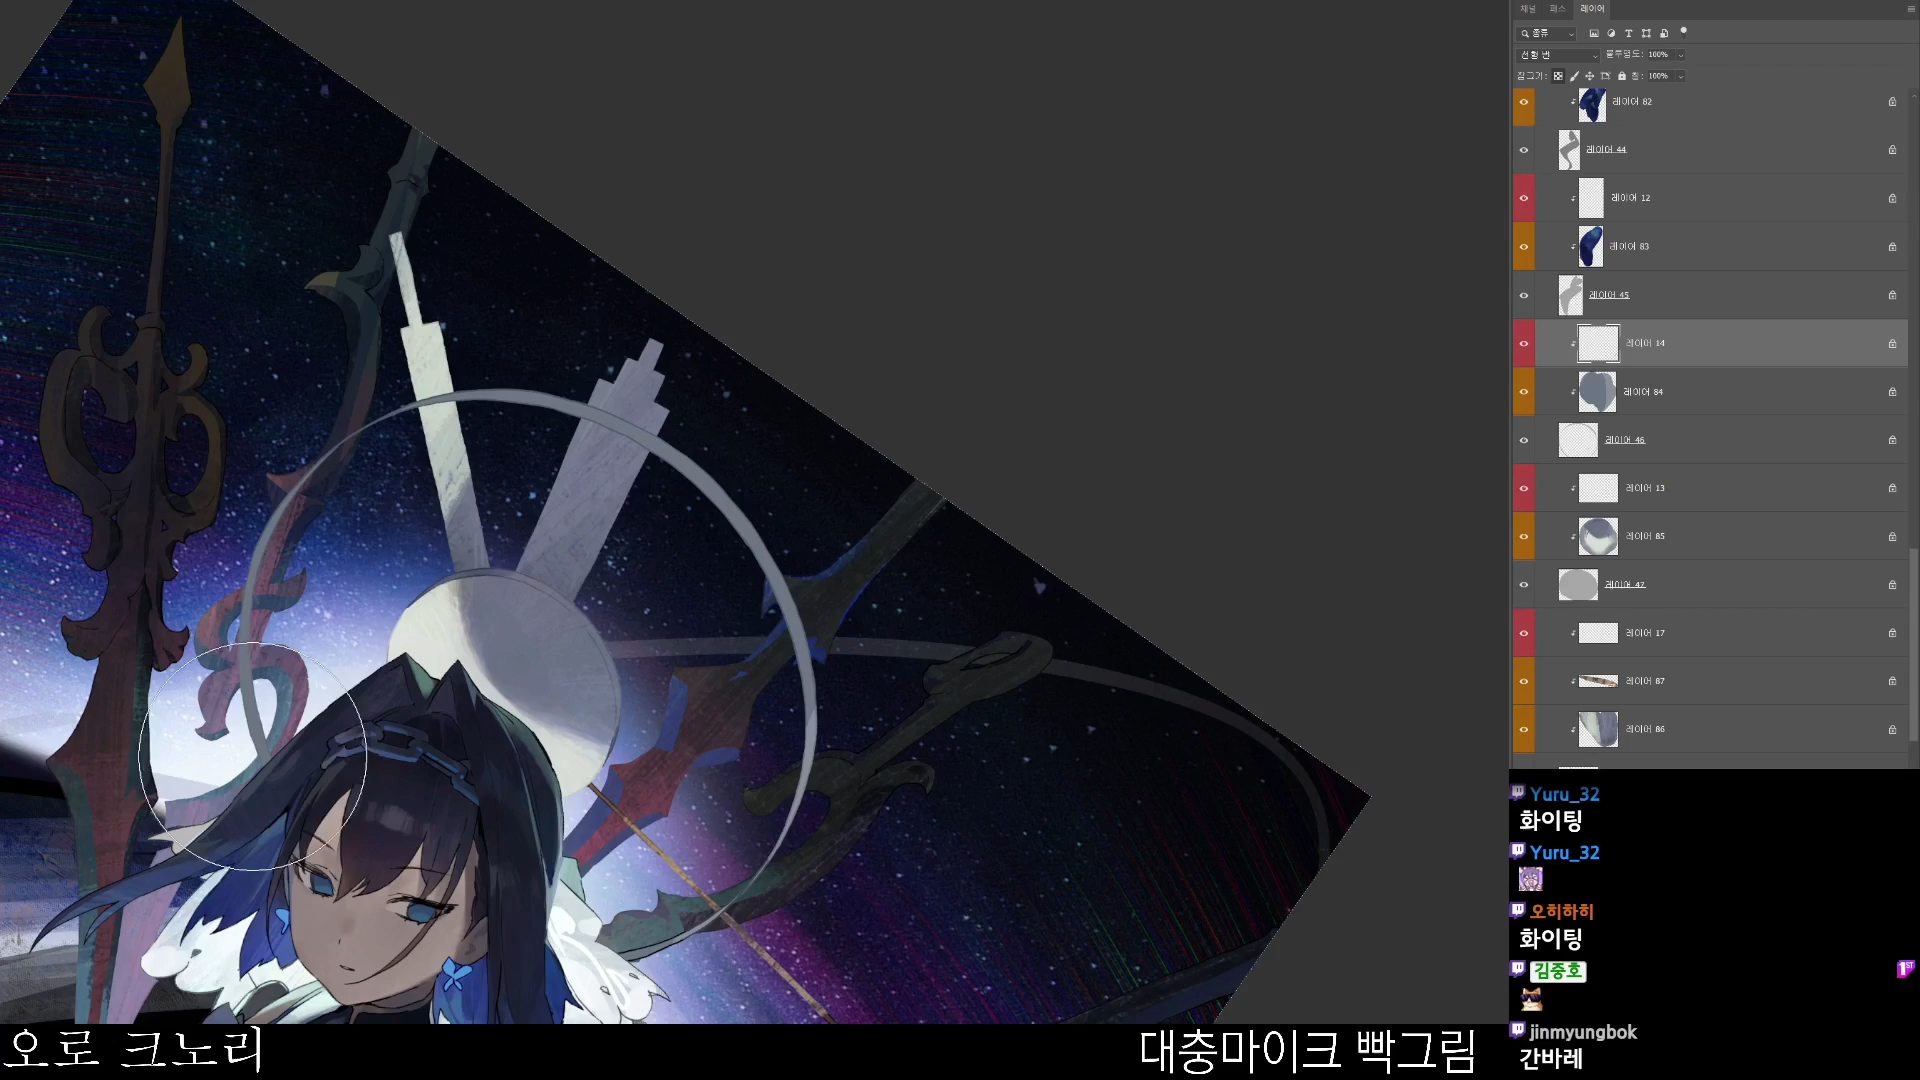 채널 패스 레이어
종류
선형 번 불투명도: 100%
잠그기: 칠: 100%
레이어 82
레이어 44
레이어 12
레이어 83
레이어 45
레이어 14
레이어 84
레이어 46
레이어 13
레이어 85
레이어 47
레이어 17
레이어 87
레이어 86
Yuru_32
화이팅
Yuru_32
오히하히
화이팅
김중호
1ST
jinmyungbok
간바레
오로 크노리
대충마이크 빡그림